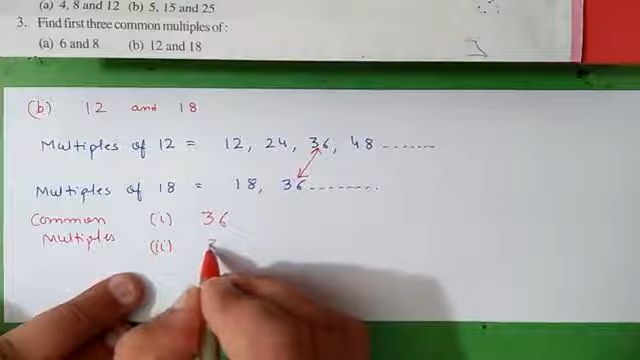 (a) 4, 8 and 12 (b) 5, 15 and 25
3. Find first three common multiples of :
(a) 6 and 8 (b) 12 and 18
(b) 12 and 18
Multiples of 12 = 12, 24, 36, 48 -------
Multiples of 18 = 18, 36--------.
Common (i) 36
Multiples (ii) 3